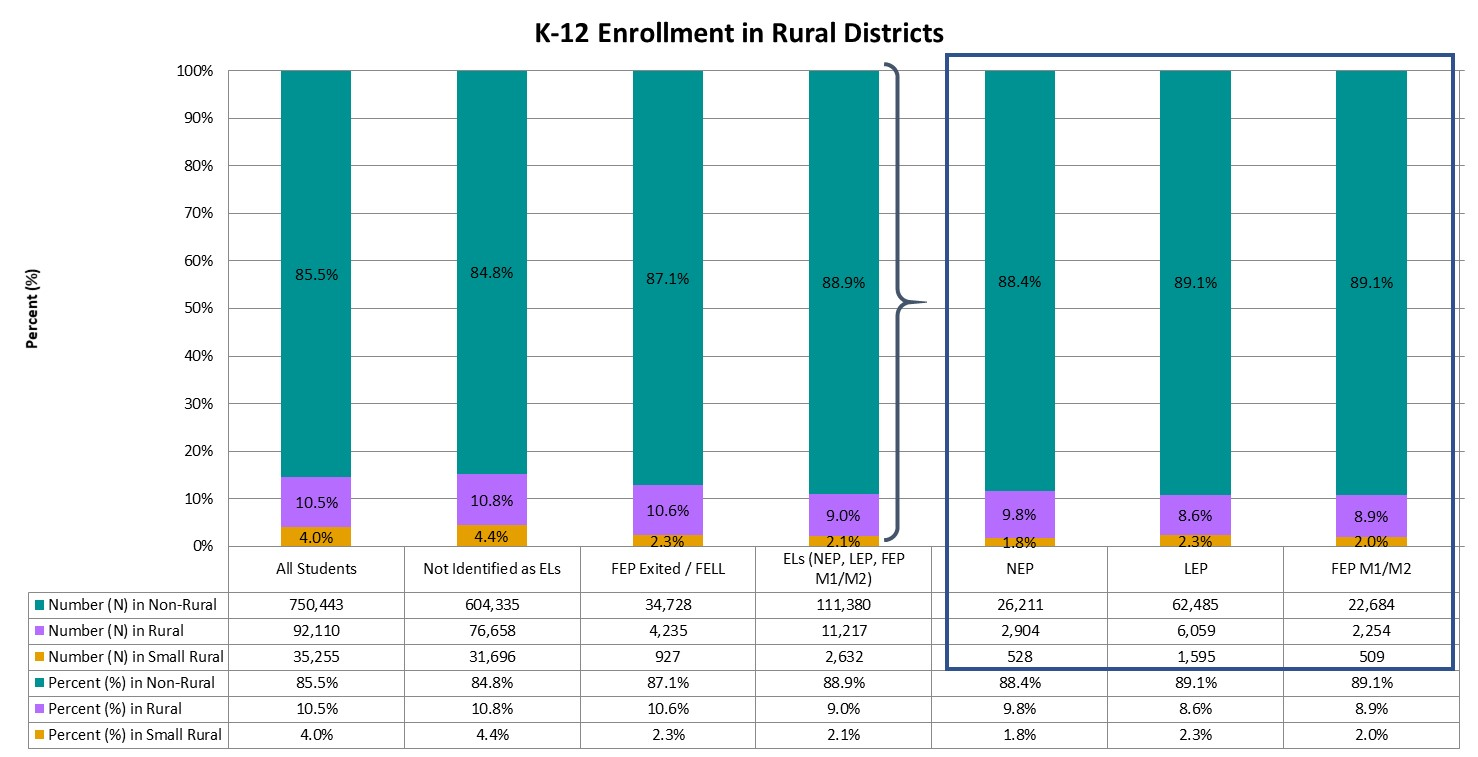 K-12 Enrollment in Rural Districts
Percent (%)
100%
90%
80%
70%
60%
50%
40%
30%
20%
10%
0%
85.5% 84.8% 87.1% 88.9% 88.4% 89.1% 89.1%
10.5% 10.8% 10.6% 9.0% 9.8% 8.6% 8.9%
4.0% 4.4% 2.3% 2.1% 1.8% 2.3% 2.0%
All Students Not Identified as ELs FEP Exited / FELL ELs (NEP, LEP, FEP
M1/M2) NEP LEP FEP M1/M2
Number (N) in Non-Rural 750,443 604,335 34,728 111,380 26,211 62,485 22,684
Number (N) in Rural 92,110 76,658 4,235 11,217 2,904 6,059 2,254
Number (N) in Small Rural 35,255 31,696 927 2,632 528 1,595 509
Percent (%) in Non-Rural 85.5% 84.8% 87.1% 88.9% 88.4% 89.1% 89.1%
Percent (%) in Rural 10.5% 10.8% 10.6% 9.0% 9.8% 8.6% 8.9%
Percent (%) in Small Rural 4.0% 4.4% 2.3% 2.1% 1.8% 2.3% 2.0%